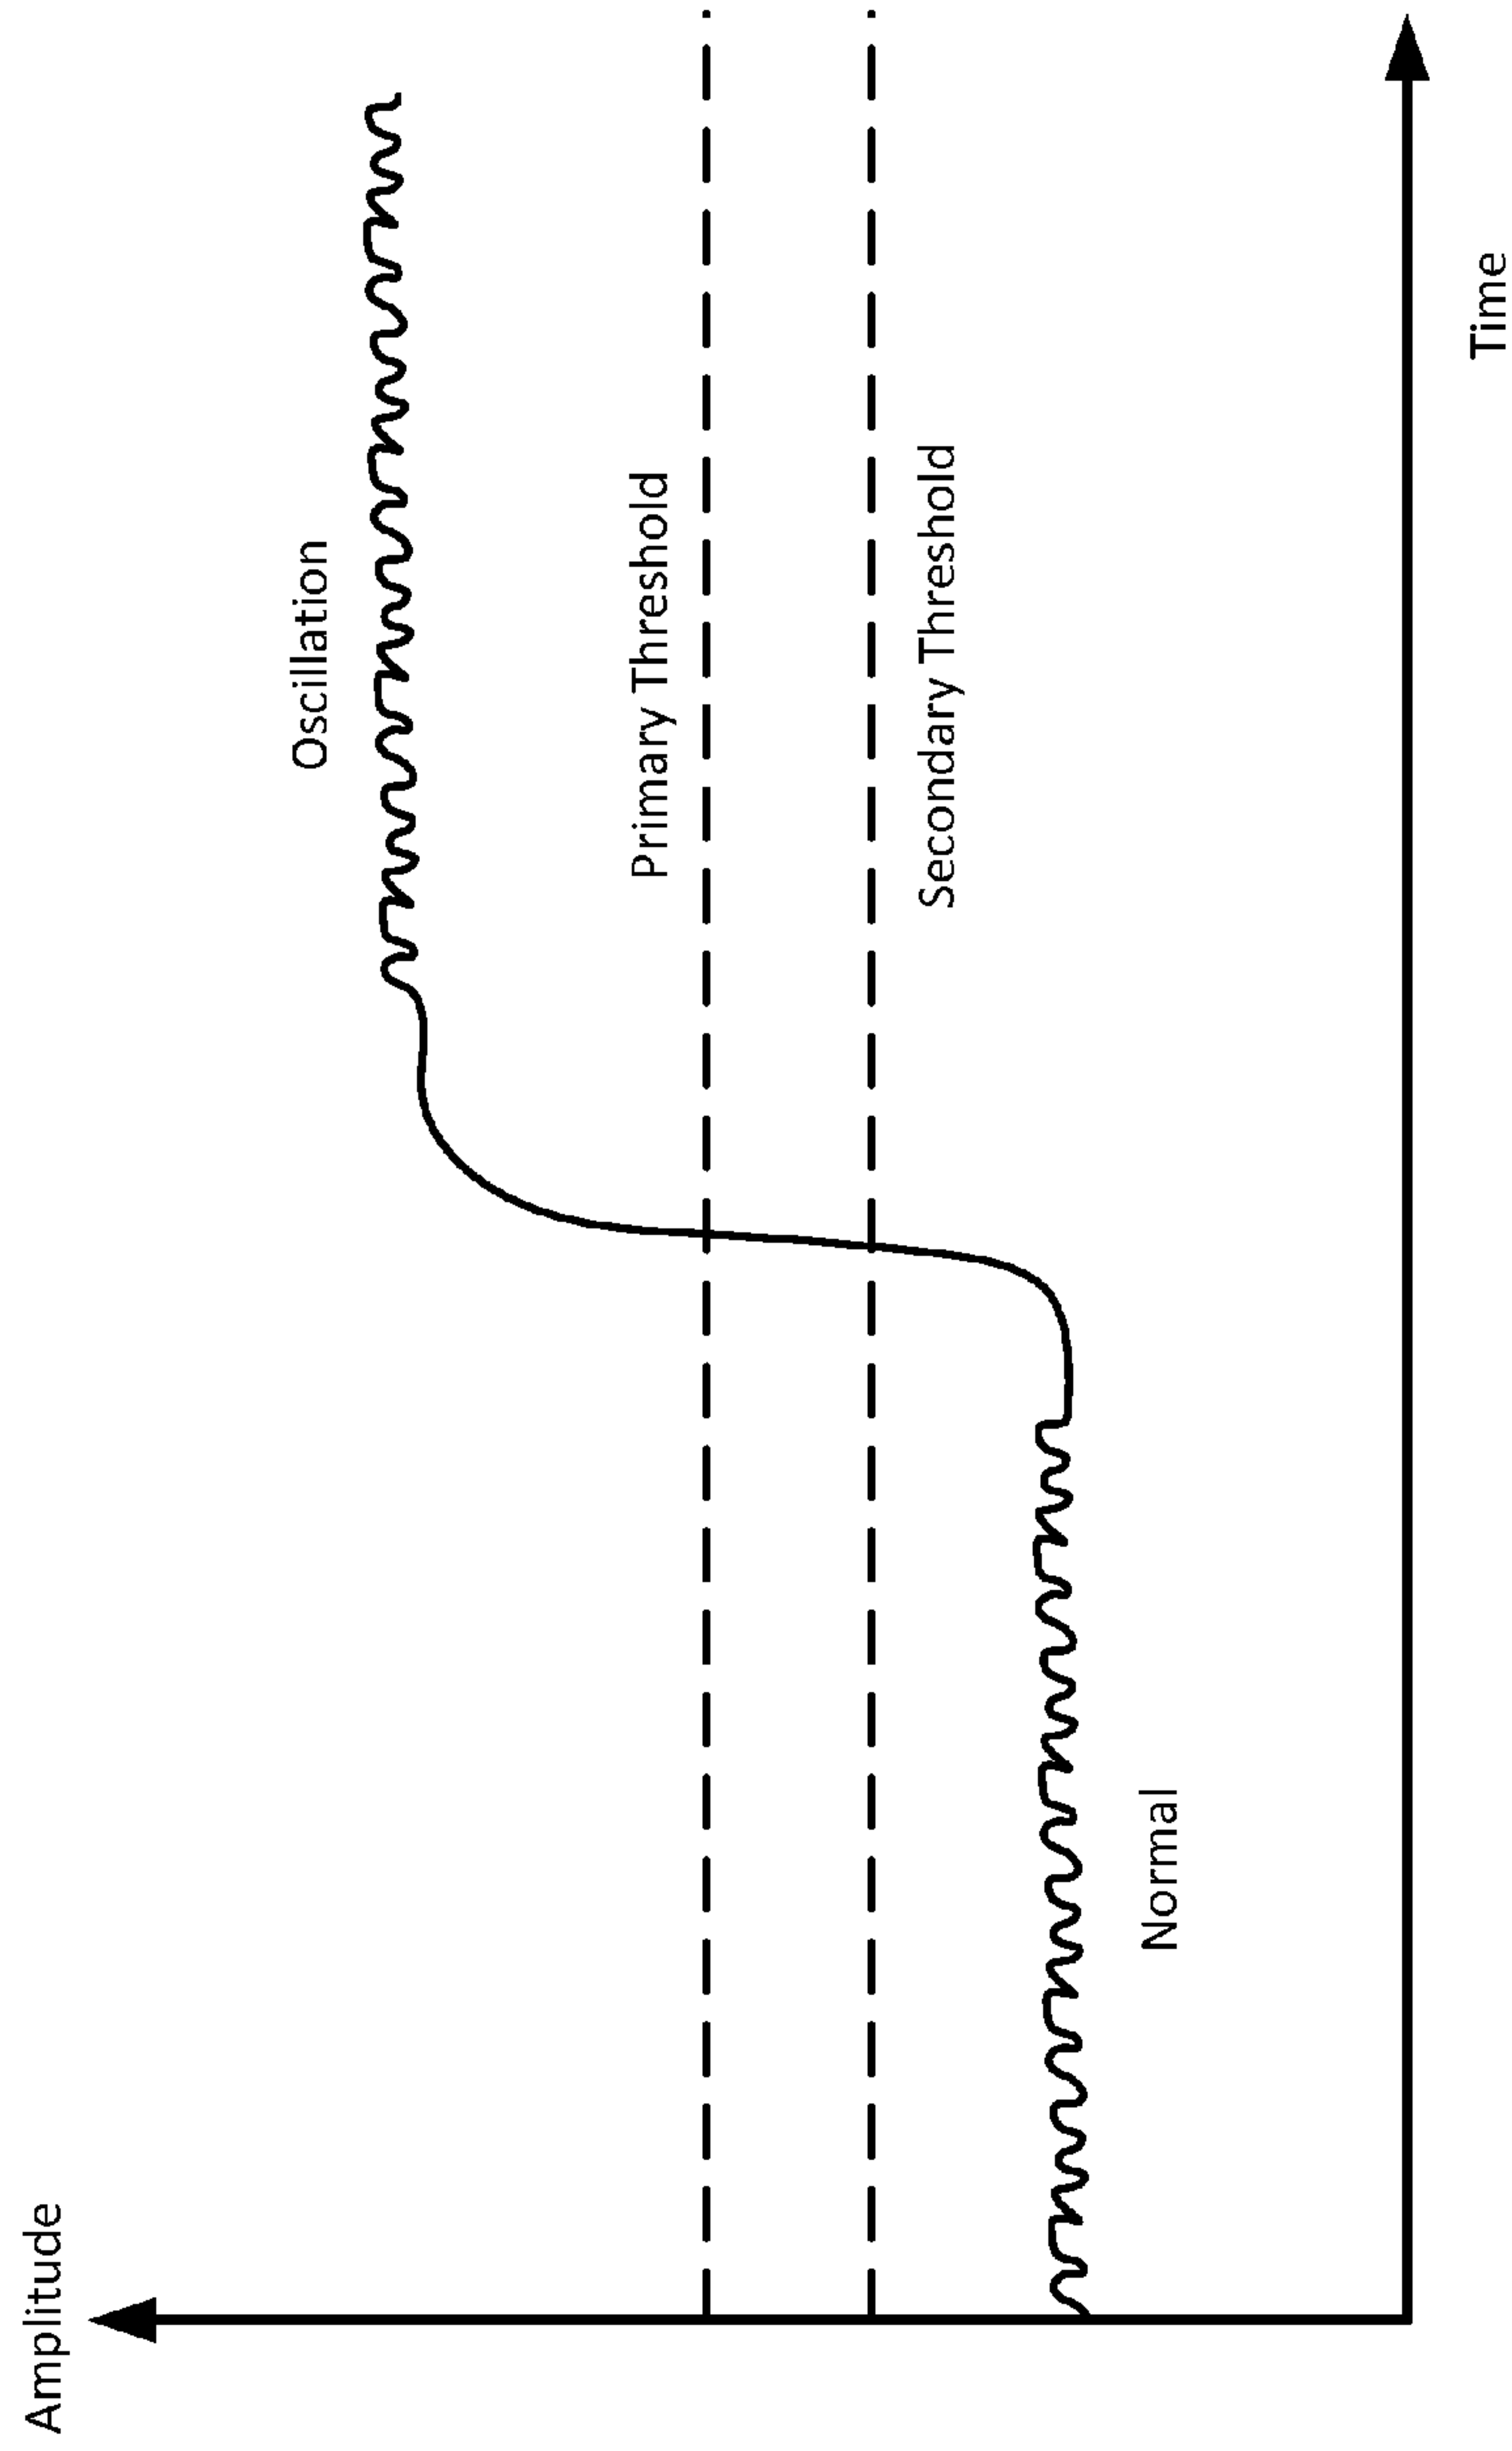 Amplitude
Oscillation
Primary Threshold
Secondary Threshold
Normal
Time